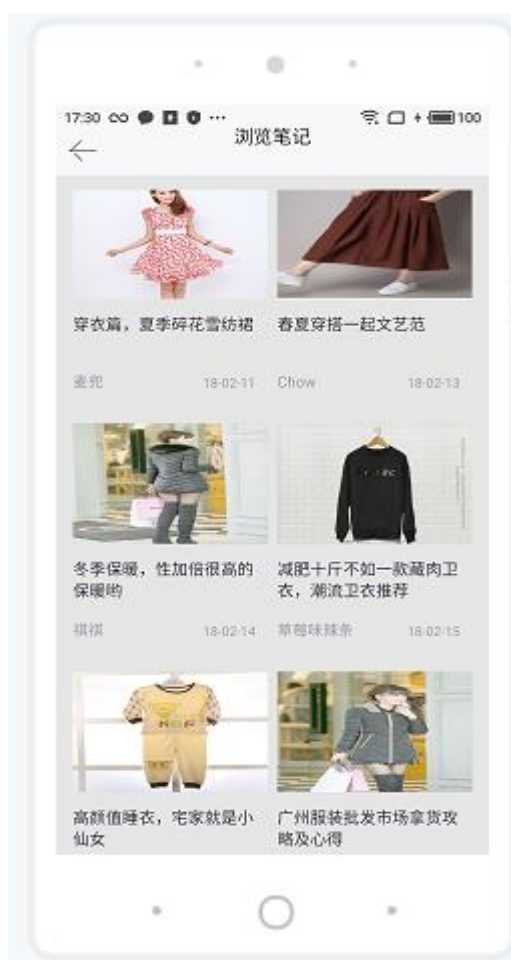 17:30
100
浏览笔记
穿衣篇，夏季碎花雪纺裙
春夏穿搭一起文艺范
麦兜
18-02-11
Chow
18-02-13
冬季保暖，性加倍很高的
保暖哟
减肥十斤不如一款藏肉卫
衣，潮流卫衣推荐
祺祺
18-02-14
草莓味辣条
18-02-15
高颜值睡衣，宅家就是小
仙女
广州服装批发市场拿货攻
略及心得